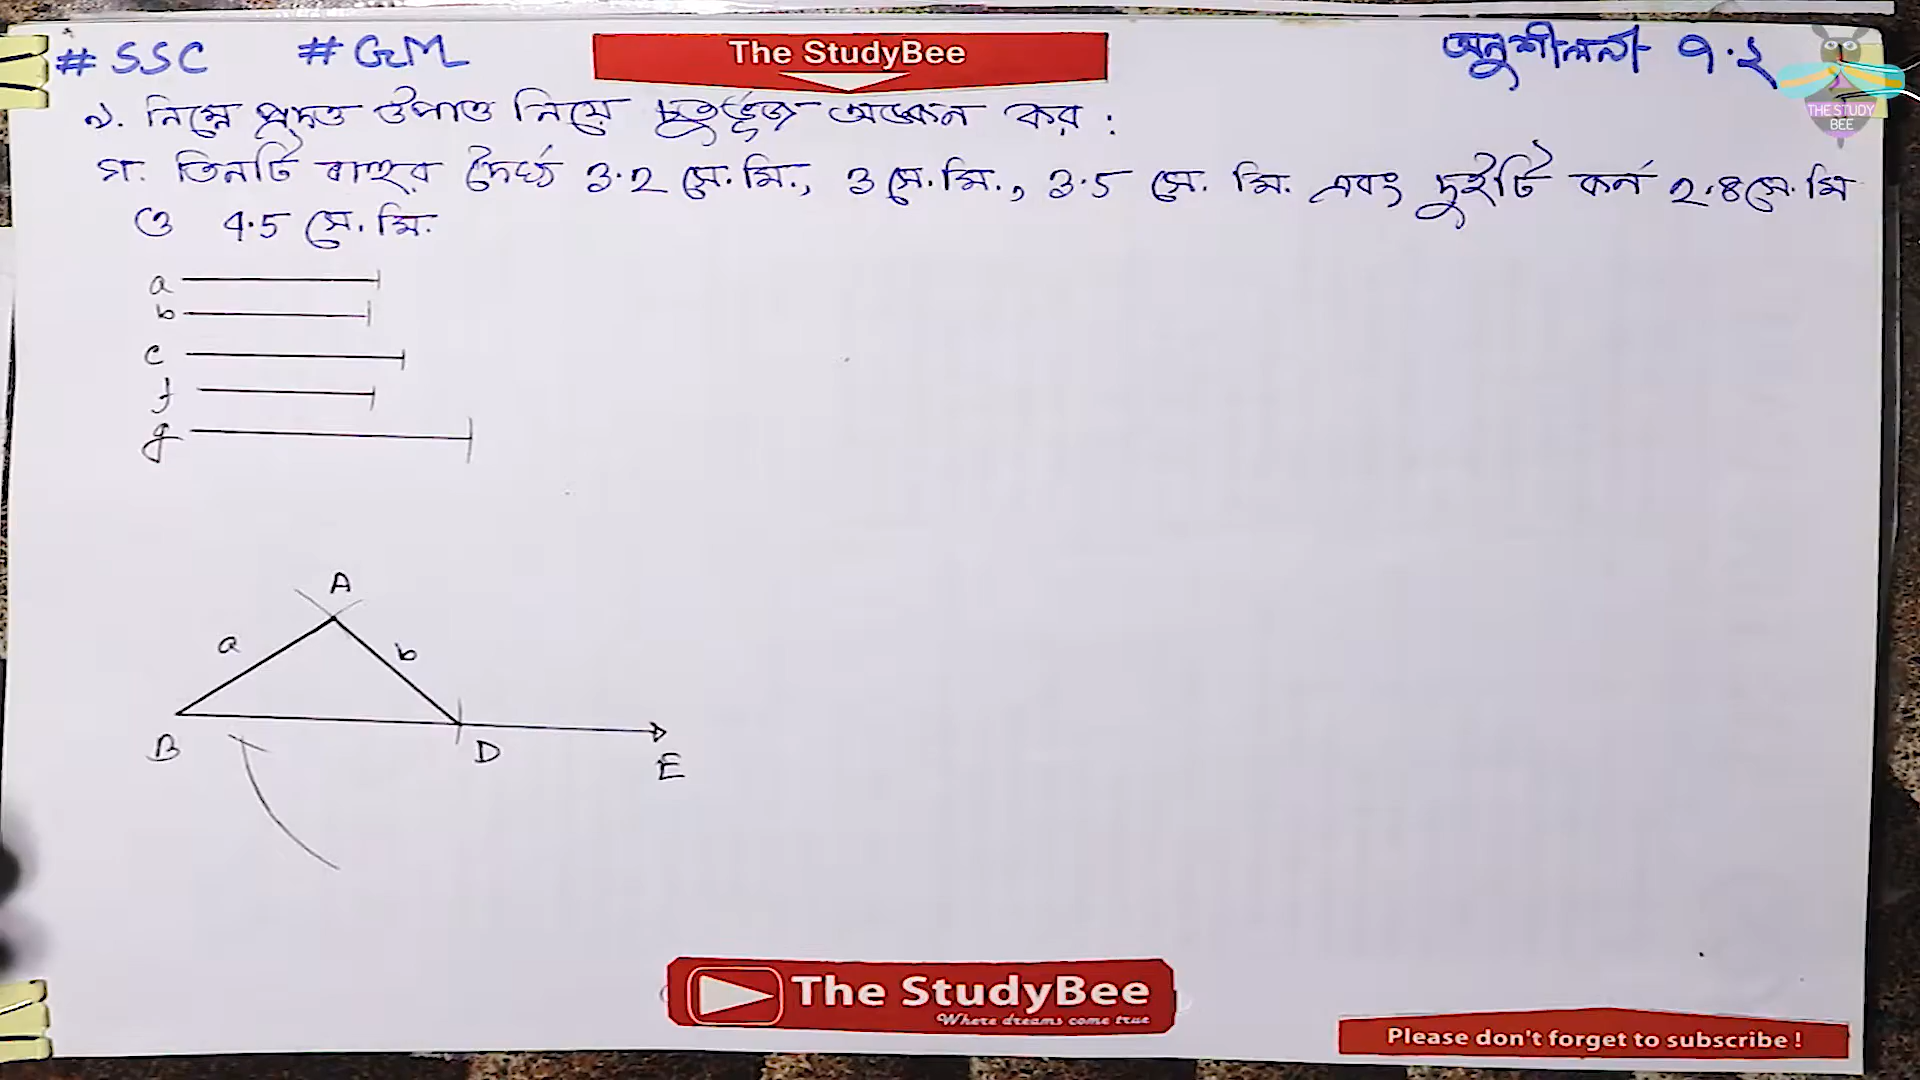 # SSC # GM The StudyBee অনুশীলনী ৭.২
THE STUDY
BEE
১. নিম্নে প্রদত্ত উপাত্ত নিয়ে চতুর্ভুজ অঙ্কন কর :
গ. তিনটি বাহুর দৈর্ঘ্য 3.2 সে.মি., 3 সে.মি., 3.5 সে. মি. এবং দুইটি কর্ন 2.8 সে.মি
ও 4.5 সে.মি.
a
b
c
f
g
A
a b
B D E
The StudyBee
Where dreams come true
Please don't forget to subscribe !